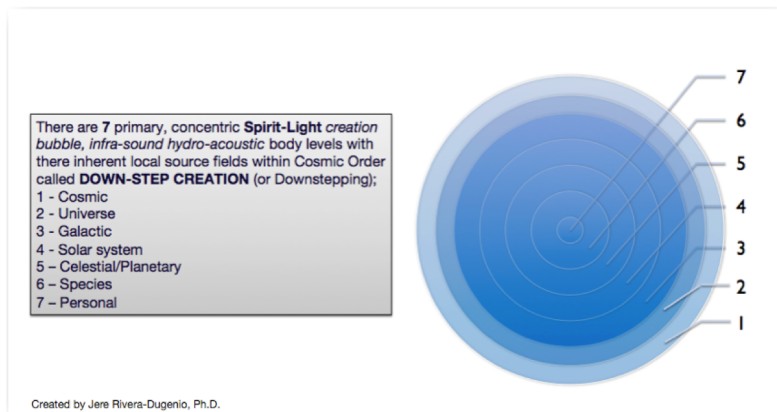 There are 7 primary, concentric Spirit-Light creation
bubble, infra-sound hydro-acoustic body levels with
there inherent local source fields within Cosmic Order
called DOWN-STEP CREATION (or Downstepping);
1 - Cosmic
2 - Universe
3 - Galactic
4 - Solar system
5 – Celestial/Planetary
6 – Species
7 – Personal
7
6
5
4
3
2
1
Created by Jere Rivera-Dugenio, Ph.D.